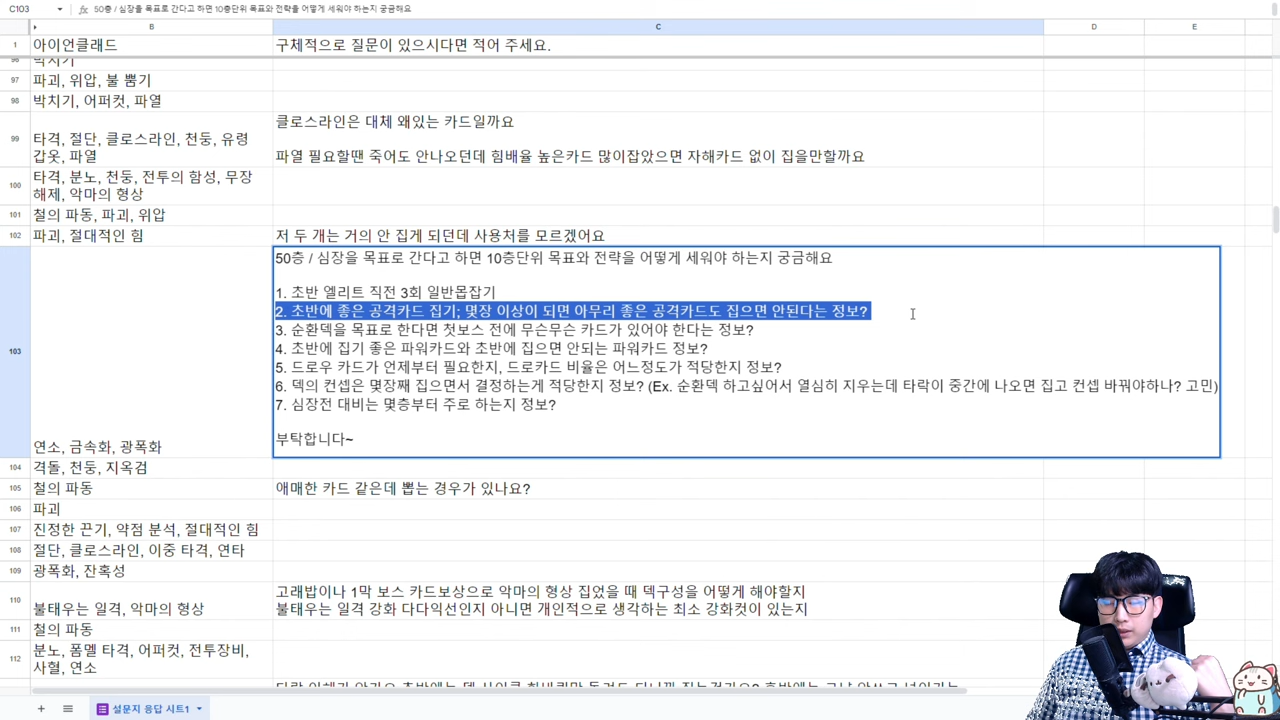 C103
fx 50층 / 심장을 목표로 간다고 하면 10층단위 목표와 전략을 어떻게 세워야 하는지 궁금해요
B C D E
1 아이언클래드 구체적으로 질문이 있으시다면 적어 주세요.
96 박치기
97 파괴, 위압, 불 뿜기
98 박치기, 어퍼컷, 파열
99 타격, 절단, 클로스라인, 천둥, 유령
갑옷, 파열
클로스라인은 대체 왜있는 카드일까요
파열 필요할땐 죽어도 안나오던데 힘배율 높은카드 많이잡았으면 자해카드 없이 집을만할까요
100 타격, 분노, 천둥, 전투의 함성, 무장
해제, 악마의 형상
101 철의 파동, 파괴, 위압
102 파괴, 절대적인 힘 저 두 개는 거의 안 집게 되던데 사용처를 모르겠어요
103 연소, 금속화, 광폭화
50층 / 심장을 목표로 간다고 하면 10층단위 목표와 전략을 어떻게 세워야 하는지 궁금해요
1. 초반 엘리트 직전 3회 일반몹잡기
2. 초반에 좋은 공격카드 집기; 몇장 이상이 되면 아무리 좋은 공격카드도 집으면 안된다는 정보?
3. 순환덱을 목표로 한다면 첫보스 전에 무슨무슨 카드가 있어야 한다는 정보?
4. 초반에 집기 좋은 파워카드와 초반에 집으면 안되는 파워카드 정보?
5. 드로우 카드가 언제부터 필요한지, 드로카드 비율은 어느정도가 적당한지 정보?
6. 덱의 컨셉은 몇장째 집으면서 결정하는게 적당한지 정보? (Ex. 순환덱 하고싶어서 열심히 지우는데 타락이 중간에 나오면 집고 컨셉 바꿔야하나? 고민)
7. 심장전 대비는 몇층부터 주로 하는지 정보?
부탁합니다~
104 격돌, 천둥, 지옥검
105 철의 파동 애매한 카드 같은데 뽑는 경우가 있나요?
106 파괴
107 진정한 끈기, 약점 분석, 절대적인 힘
108 절단, 클로스라인, 이중 타격, 연타
109 광폭화, 잔혹성
110 불태우는 일격, 악마의 형상
고래밥이나 1막 보스 카드보상으로 악마의 형상 집었을 때 덱구성을 어떻게 해야할지
불태우는 일격 강화 다다익선인지 아니면 개인적으로 생각하는 최소 강화컷이 있는지
111 철의 파동
112 분노, 폼멜 타격, 어퍼컷, 전투장비,
사혈, 연소
설문지 응답 시트1